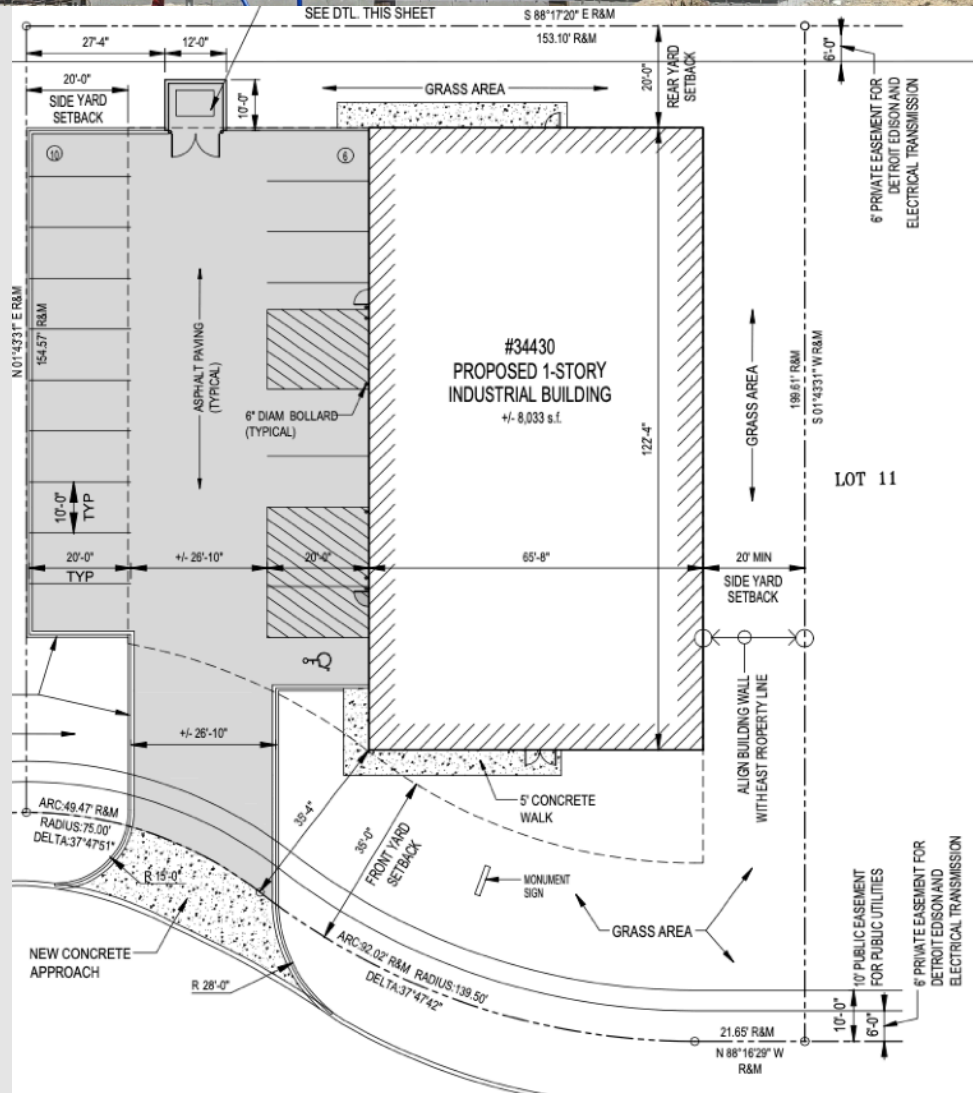 SEE DTL. THIS SHEET
S 88°17'20" E R&M
153.10' R&M
27'-4"
12'-0"
20'-0"
SIDE YARD
SETBACK
10'-0"
GRASS AREA
20'-0"
REAR YARD
SETBACK
6'-0"
6' PRIVATE EASEMENT FOR
DETROIT EDISON AND
ELECTRICAL TRANSMISSION
10
6
N 01°43'31" E R&M
154.57' R&M
ASPHALT PAVING
(TYPICAL)
6" DIAM BOLLARD
(TYPICAL)
#34430
PROPOSED 1-STORY
INDUSTRIAL BUILDING
+/- 8,033 s.f.
122'-4"
GRASS AREA
199.61' R&M
S 01°43'31" W R&M
LOT 11
10'-0"
TYP
20'-0"
TYP
+/- 26'-10"
20'-0"
65'-8"
20' MIN
SIDE YARD
SETBACK
ALIGN BUILDING WALL
WITH EAST PROPERTY LINE
+/- 26'-10"
ARC:49.47' R&M
RADIUS:75.00'
DELTA:37°47'51"
R 15'-0"
35'-4"
35'-0"
FRONT YARD
SETBACK
5' CONCRETE
WALK
MONUMENT
SIGN
GRASS AREA
NEW CONCRETE
APPROACH
R 28'-0"
ARC:92.02' R&M RADIUS:139.50'
DELTA:37°47'42"
10' PUBLIC EASEMENT
FOR PUBLIC UTILITIES
6' PRIVATE EASEMENT FOR
DETROIT EDISON AND
ELECTRICAL TRANSMISSION
10'-0"
6'-0"
21.65' R&M
N 88°16'29" W
R&M